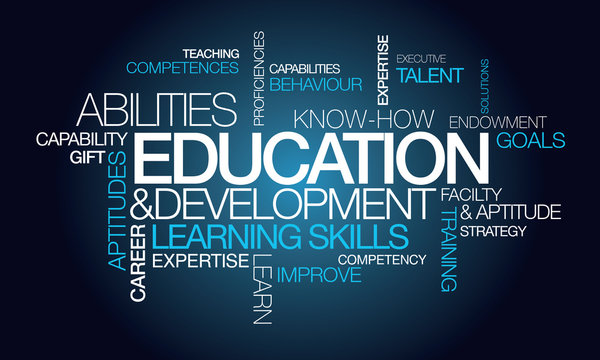 TEACHING
COMPETENCES
PROFICIENCIES
CAPABILITIES
BEHAVIOUR
EXPERTISE
EXECUTIVE
TALENT
SOLUTIONS
ABILITIES
KNOW-HOW
ENDOWMENT
GOALS
CAPABILITY
GIFT
EDUCATION
&DEVELOPMENT
APTITUDES
CAREER
FACILTY
& APTITUDE
STRATEGY
TRAINING
LEARNING SKILLS
EXPERTISE
LEARN
COMPETENCY
IMPROVE